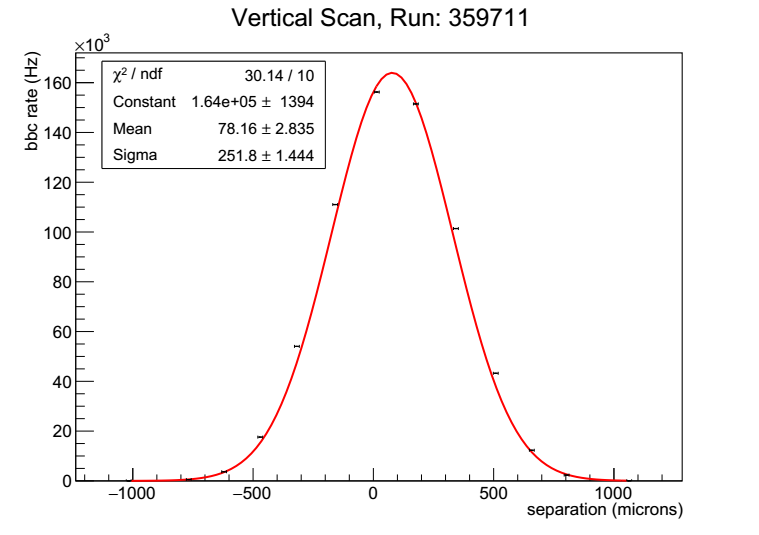 Vertical Scan, Run: 359711
×10³
bbc rate (Hz)
χ² / ndf 30.14 / 10
Constant 1.64e+05 ± 1394
Mean 78.16 ± 2.835
Sigma 251.8 ± 1.444
160
140
120
100
80
60
40
20
0
−1000 −500 0 500 1000
separation (microns)